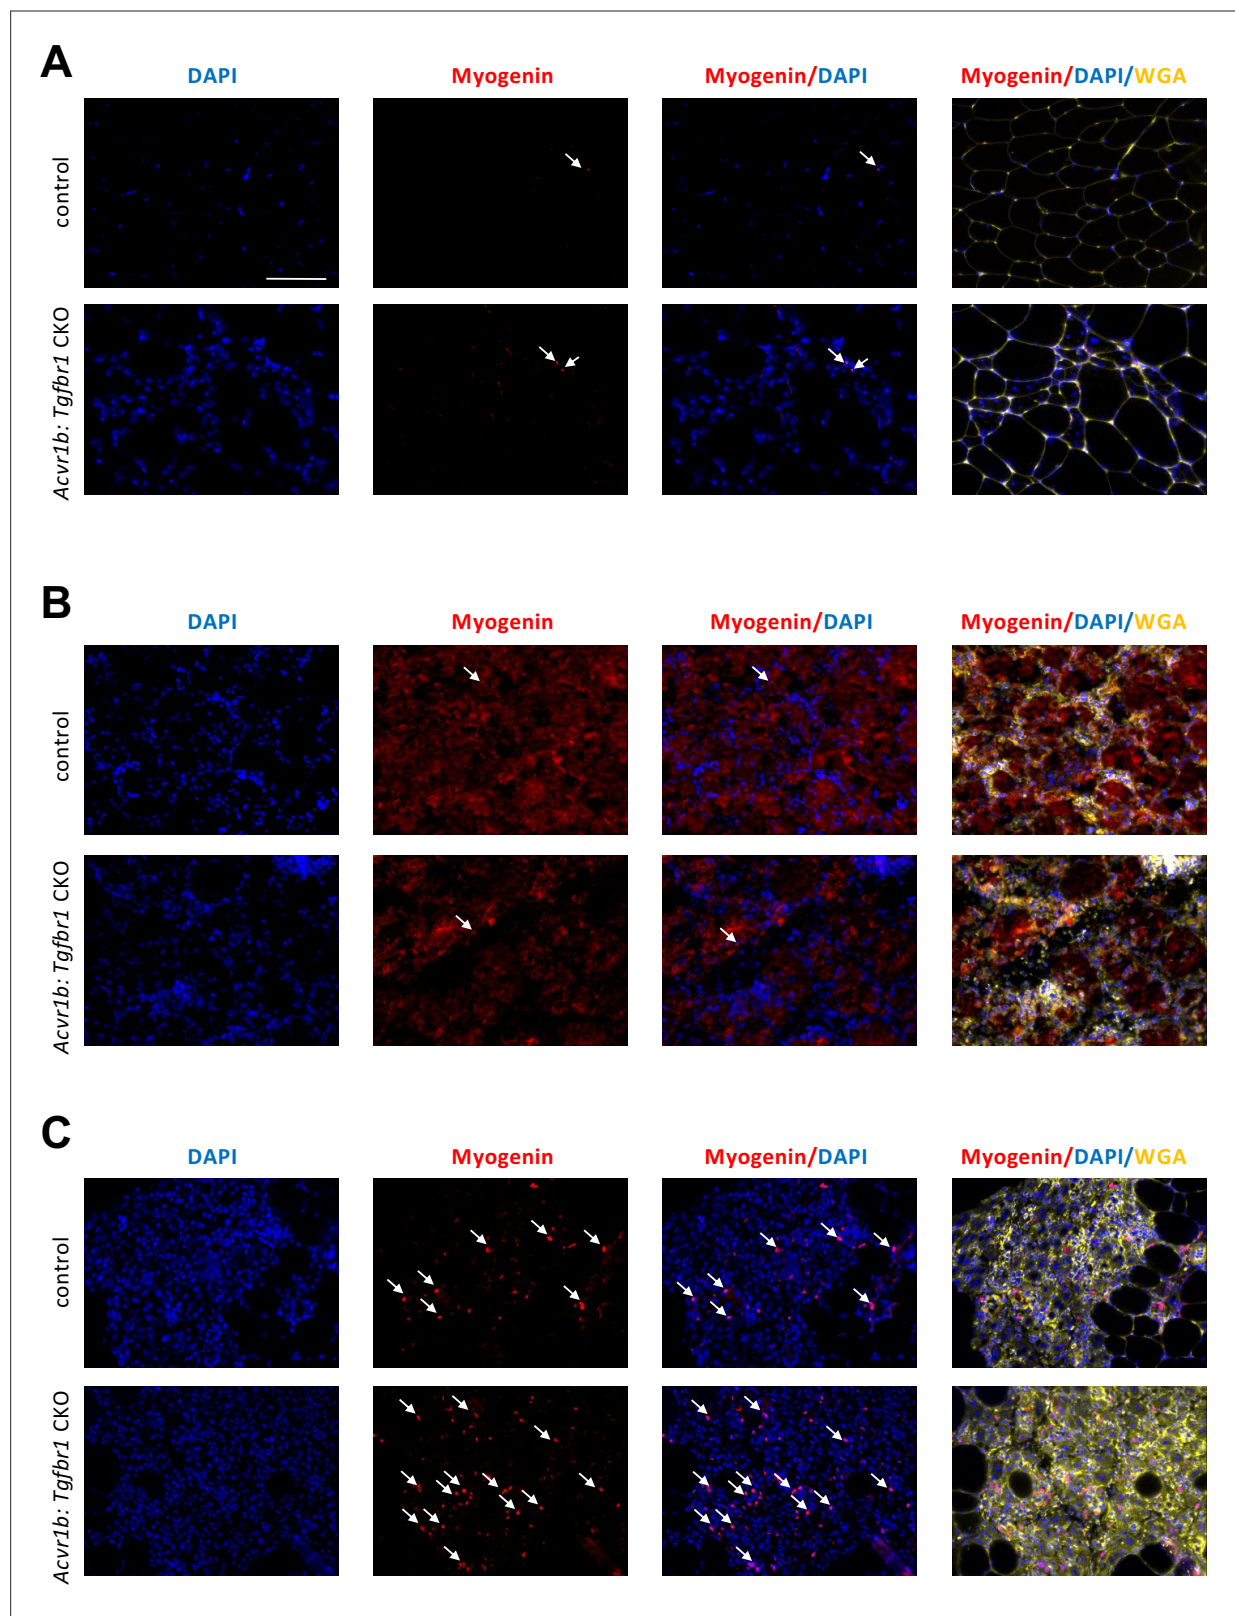 A
DAPI Myogenin Myogenin/DAPI Myogenin/DAPI/WGA
control
Acvr1b: Tgfbr1 CKO
B
DAPI Myogenin Myogenin/DAPI Myogenin/DAPI/WGA
control
Acvr1b: Tgfbr1 CKO
C
DAPI Myogenin Myogenin/DAPI Myogenin/DAPI/WGA
control
Acvr1b: Tgfbr1 CKO